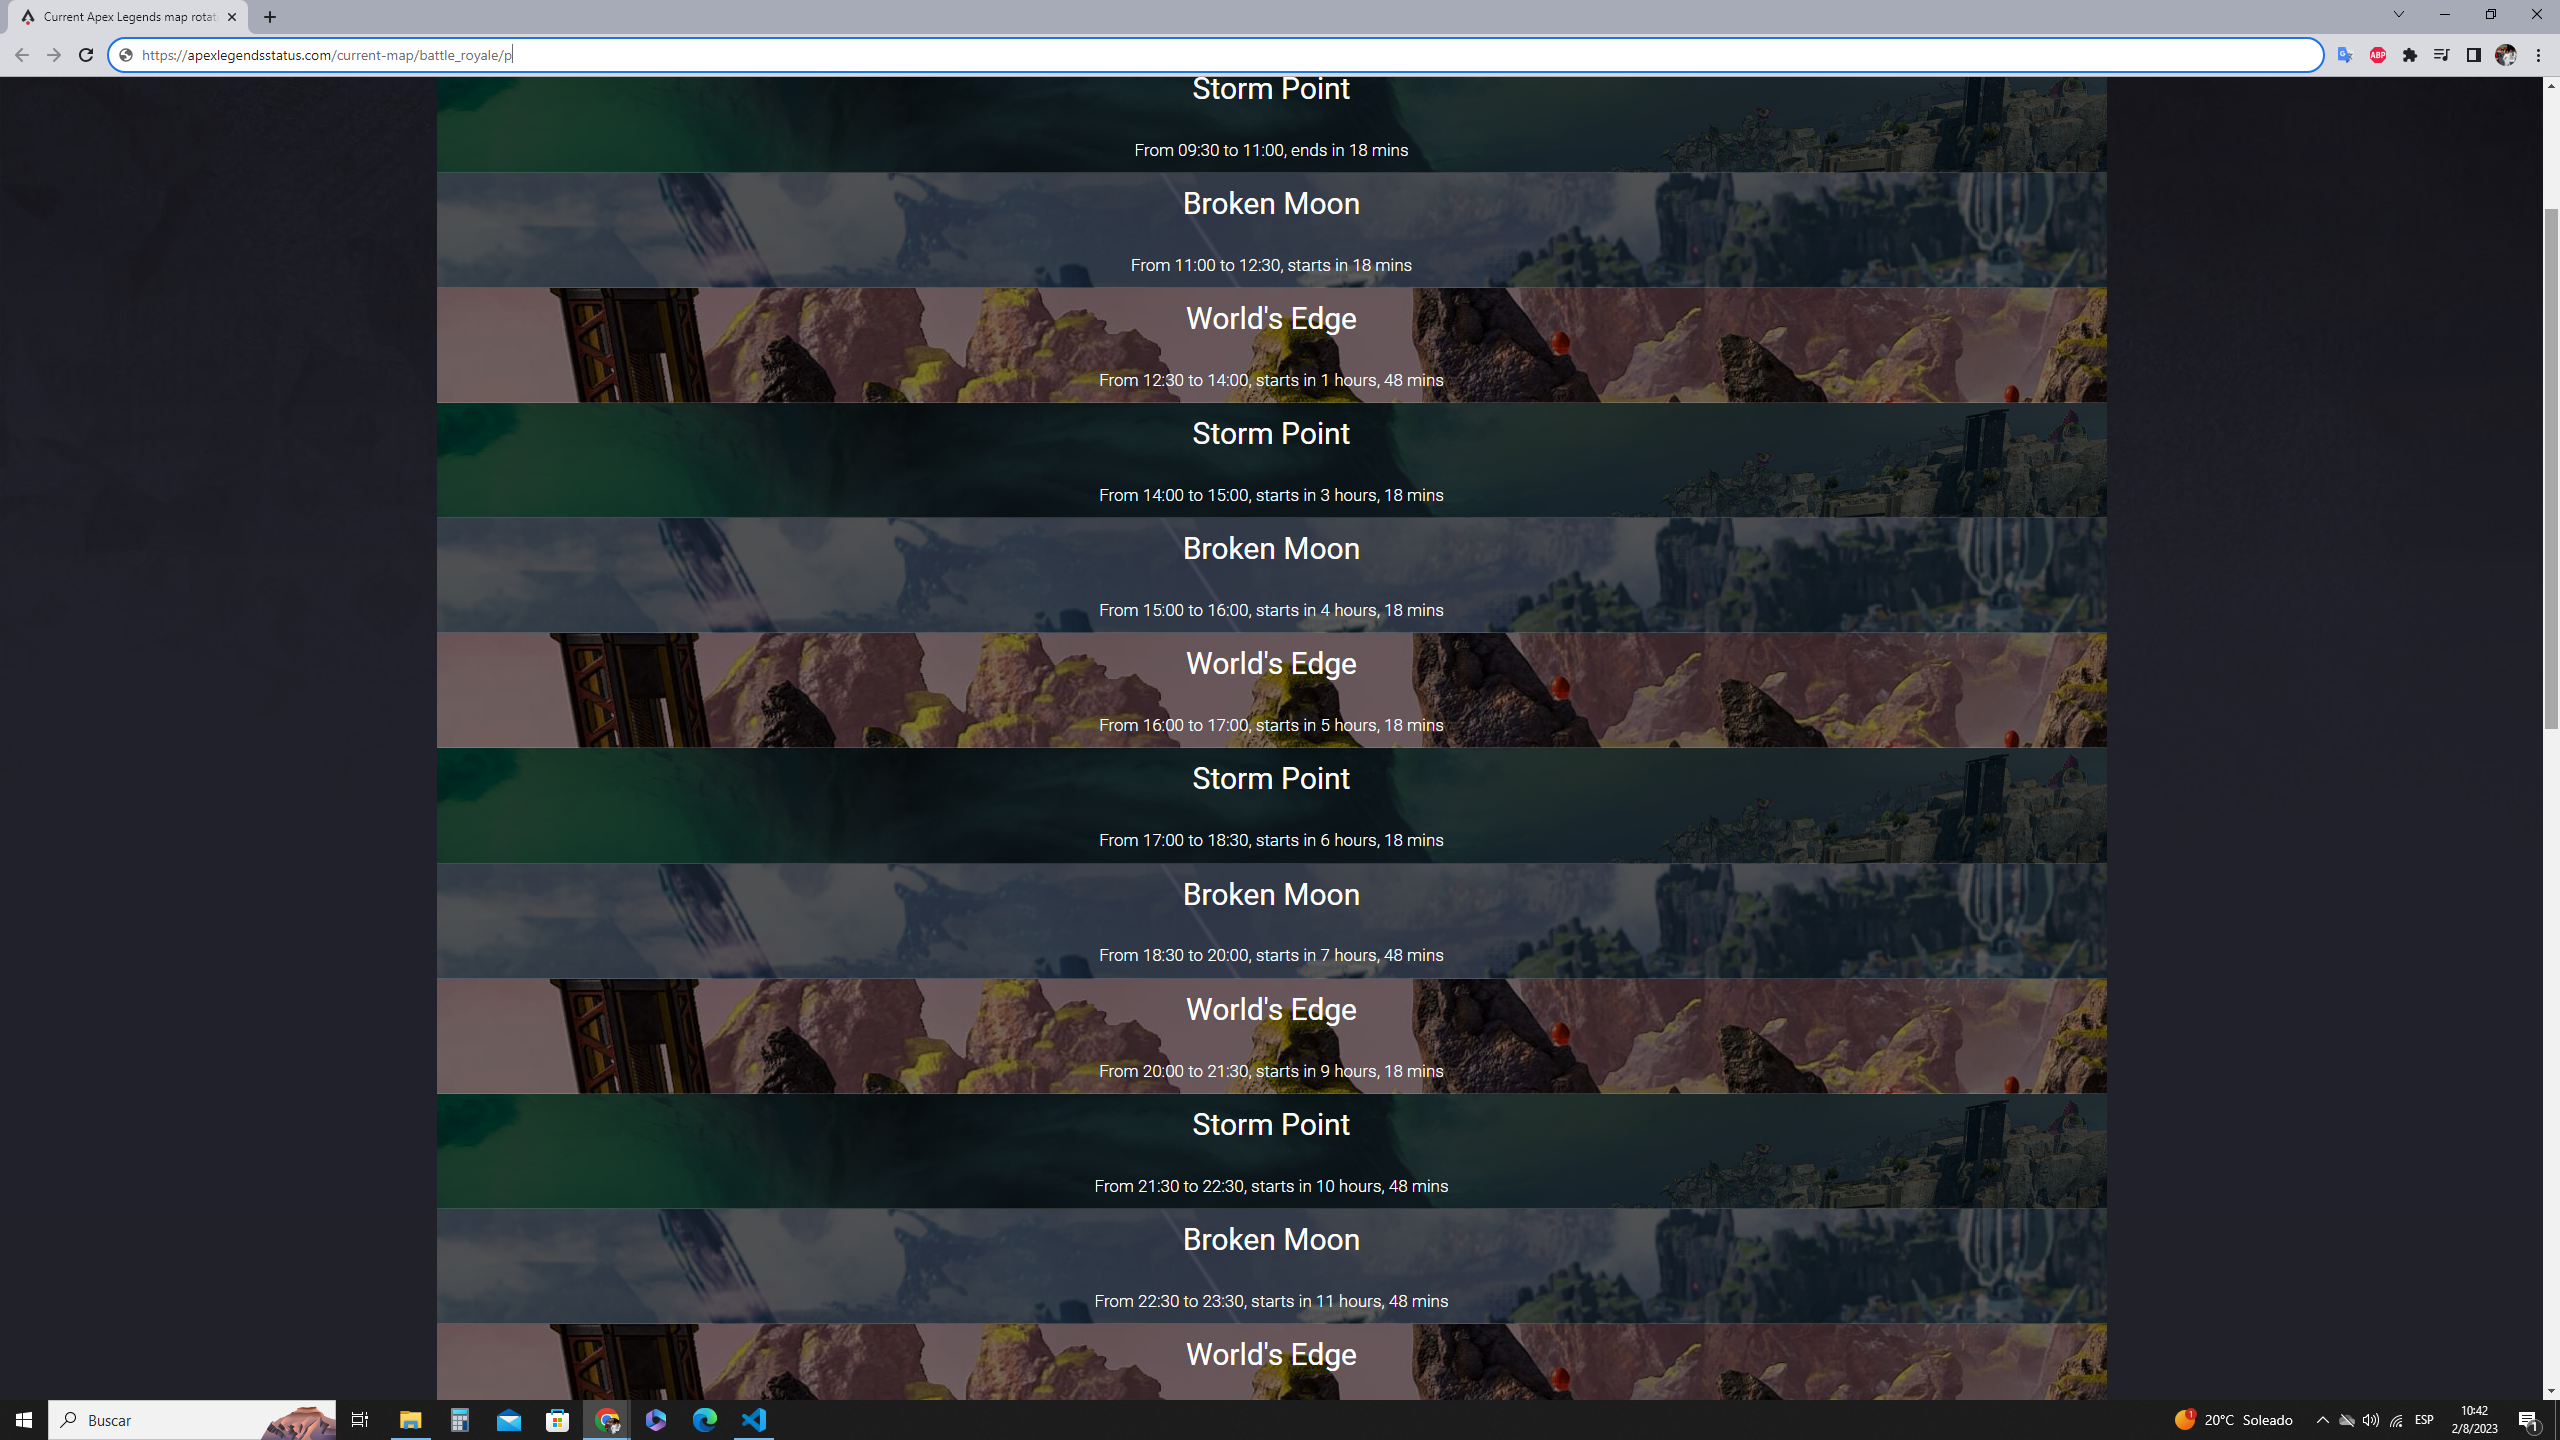 Current Apex Legends map rotati
https://apexlegendsstatus.com/current-map/battle_royale/p
ABP
Storm Point
From 09:30 to 11:00, ends in 18 mins
Broken Moon
From 11:00 to 12:30, starts in 18 mins
World's Edge
From 12:30 to 14:00, starts in 1 hours, 48 mins
Storm Point
From 14:00 to 15:00, starts in 3 hours, 18 mins
Broken Moon
From 15:00 to 16:00, starts in 4 hours, 18 mins
World's Edge
From 16:00 to 17:00, starts in 5 hours, 18 mins
Storm Point
From 17:00 to 18:30, starts in 6 hours, 18 mins
Broken Moon
From 18:30 to 20:00, starts in 7 hours, 48 mins
World's Edge
From 20:00 to 21:30, starts in 9 hours, 18 mins
Storm Point
From 21:30 to 22:30, starts in 10 hours, 48 mins
Broken Moon
From 22:30 to 23:30, starts in 11 hours, 48 mins
World's Edge
Buscar
1
20°C Soleado
ESP
10:42
2/8/2023
1